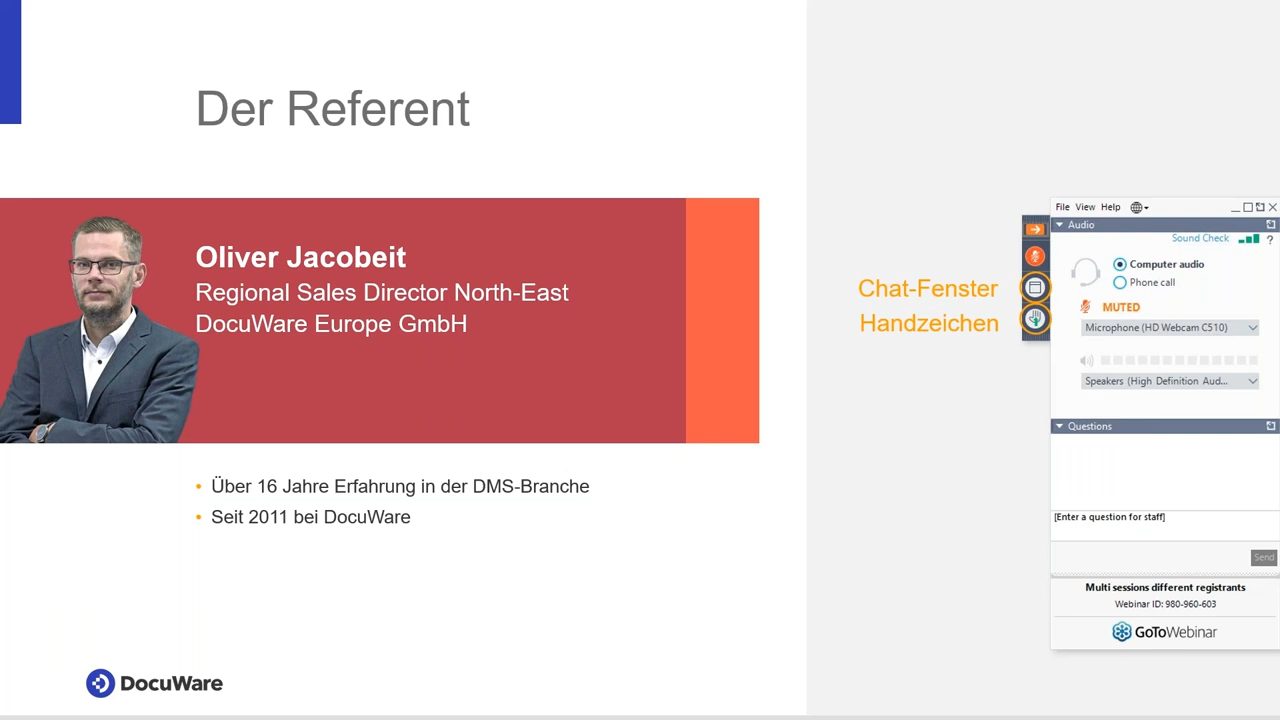 Der Referent
Oliver Jacobeit
Regional Sales Director North-East
DocuWare Europe GmbH
• Über 16 Jahre Erfahrung in der DMS-Branche
• Seit 2011 bei DocuWare
DocuWare
Chat-Fenster
Handzeichen
File View Help
Audio
Sound Check ?
Computer audio
Phone call
MUTED
Microphone (HD Webcam C510)
Speakers (High Definition Aud...
Questions
[Enter a question for staff]
Send
Multi sessions different registrants
Webinar ID: 980-960-603
GoToWebinar